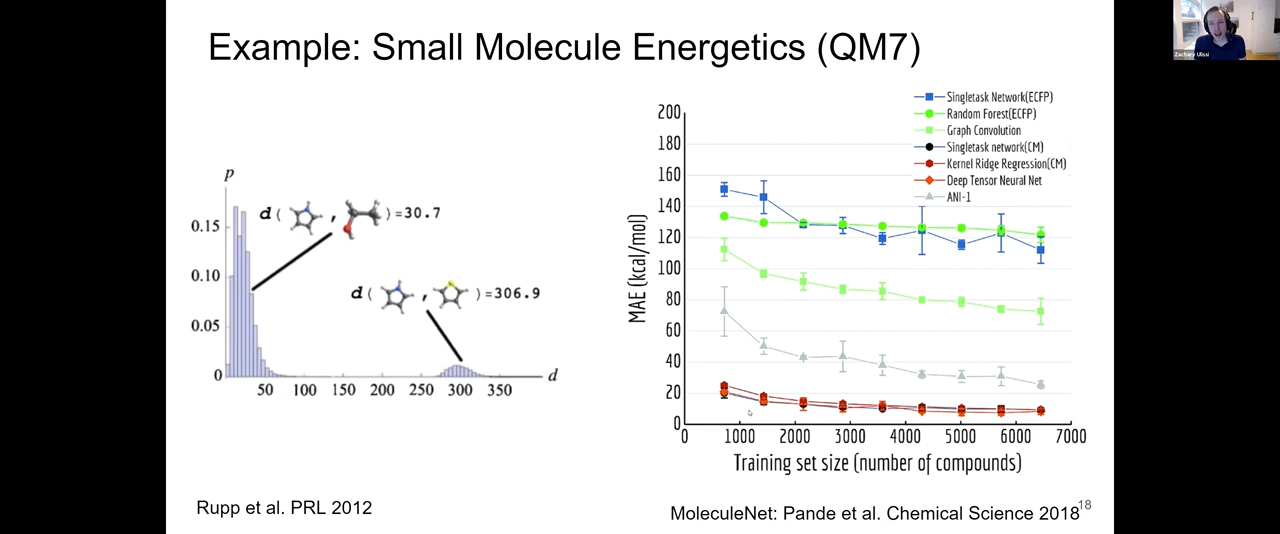 Example: Small Molecule Energetics (QM7)
Zachary Ulissi
p
0.15
0.10
0.05
0
50 100 150 200 250 300 350
d
d( , )=30.7
d( , )=306.9
Rupp et al. PRL 2012
Singletask Network(ECFP)
Random Forest(ECFP)
Graph Convolution
Singletask network(CM)
Kernel Ridge Regression(CM)
Deep Tensor Neural Net
ANI-1
MAE (kcal/mol)
200
180
160
140
120
100
80
60
40
20
0
0 1000 2000 3000 4000 5000 6000 7000
Training set size (number of compounds)
MoleculeNet: Pande et al. Chemical Science 2018
18